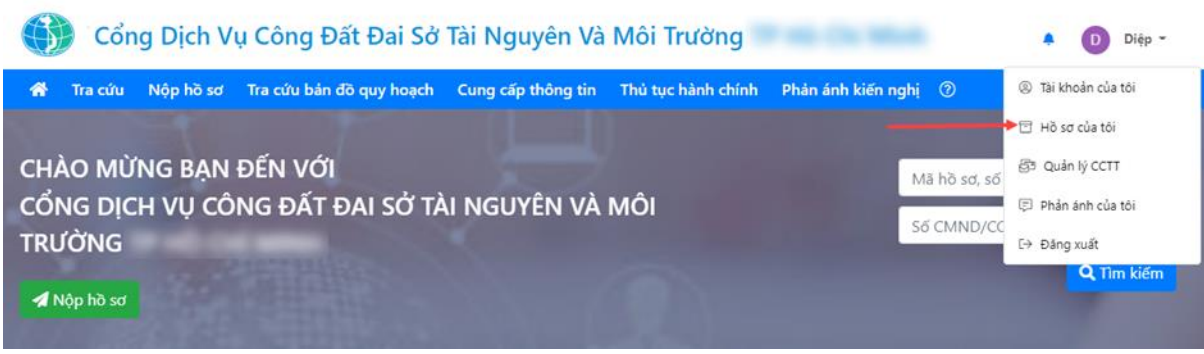 Cổng Dịch Vụ Công Đất Đai Sở Tài Nguyên Và Môi Trường
D Diệp
Tra cứu Nộp hồ sơ Tra cứu bản đồ quy hoạch Cung cấp thông tin Thủ tục hành chính Phản ánh kiến nghị
Tài khoản của tôi
Hồ sơ của tôi
Quản lý CCTT
Phản ánh của tôi
Đăng xuất
CHÀO MỪNG BẠN ĐẾN VỚI
CỔNG DỊCH VỤ CÔNG ĐẤT ĐAI SỞ TÀI NGUYÊN VÀ MÔI
TRƯỜNG
Nộp hồ sơ
Mã hồ sơ, số
Số CMND/CC
Tìm kiếm